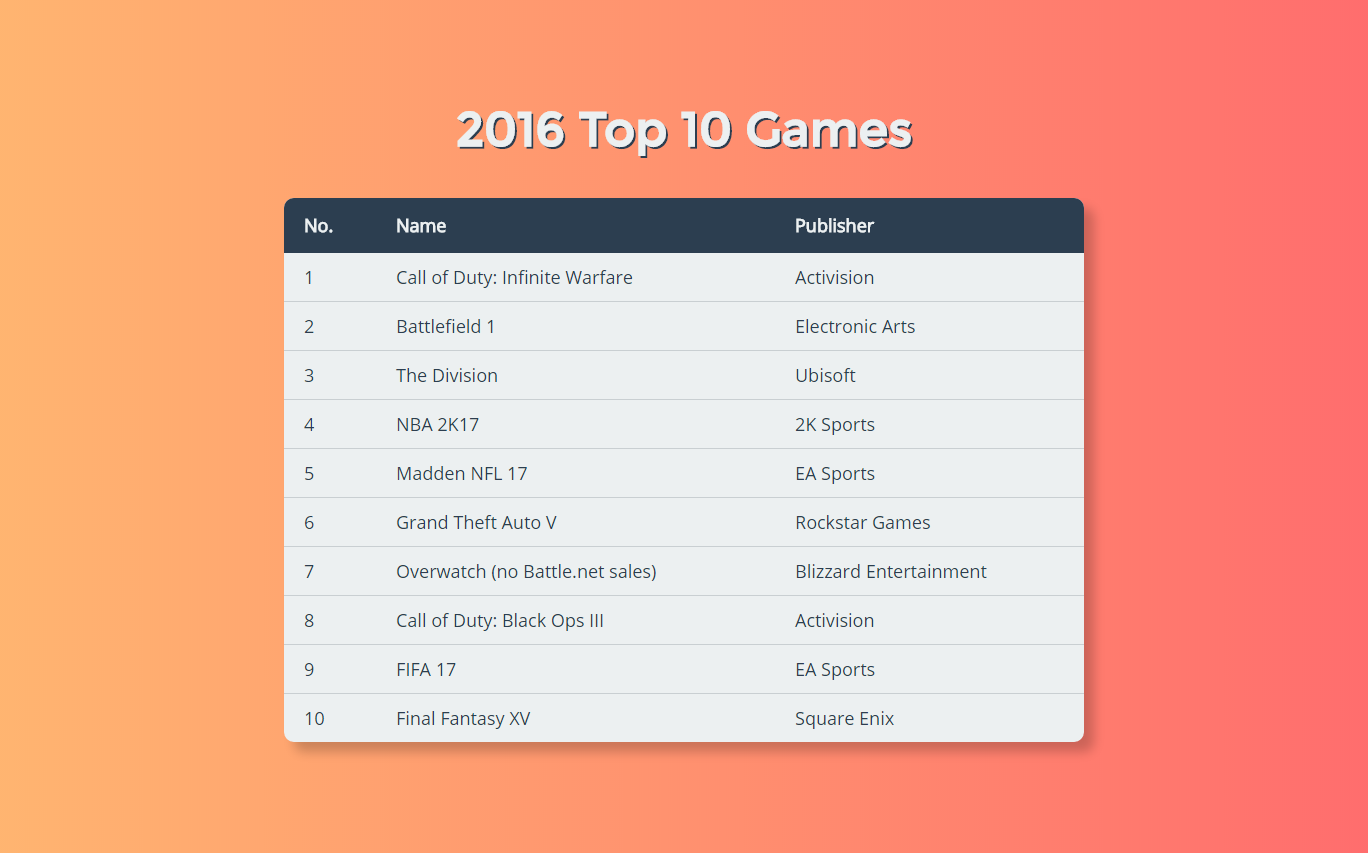 2016 Top 10 Games
No. Name Publisher
1 Call of Duty: Infinite Warfare Activision
2 Battlefield 1 Electronic Arts
3 The Division Ubisoft
4 NBA 2K17 2K Sports
5 Madden NFL 17 EA Sports
6 Grand Theft Auto V Rockstar Games
7 Overwatch (no Battle.net sales) Blizzard Entertainment
8 Call of Duty: Black Ops III Activision
9 FIFA 17 EA Sports
10 Final Fantasy XV Square Enix